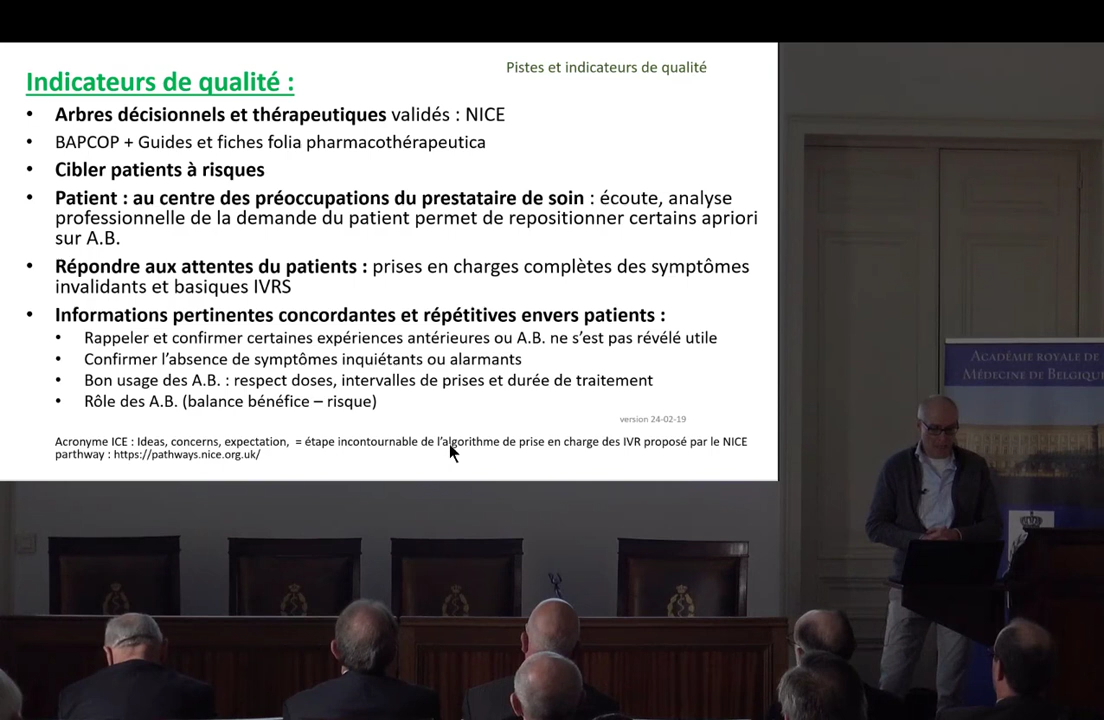 Pistes et indicateurs de qualité
Indicateurs de qualité :
• Arbres décisionnels et thérapeutiques validés : NICE
• BAPCOP + Guides et fiches folia pharmacothérapeutica
• Cibler patients à risques
• Patient : au centre des préoccupations du prestataire de soin : écoute, analyse
professionnelle de la demande du patient permet de repositionner certains apriori
sur A.B.
• Répondre aux attentes du patients : prises en charges complètes des symptômes
invalidants et basiques IVRS
• Informations pertinentes concordantes et répétitives envers patients :
• Rappeler et confirmer certaines expériences antérieures ou A.B. ne s'est pas révélé utile
• Confirmer l'absence de symptômes inquiétants ou alarmants
• Bon usage des A.B. : respect doses, intervalles de prises et durée de traitement
• Rôle des A.B. (balance bénéfice – risque)
version 24-02-19
Acronyme ICE : Ideas, concerns, expectation, = étape incontournable de l'algorithme de prise en charge des IVR proposé par le NICE
parthway : https://pathways.nice.org.uk/
ACADÉMIE ROYALE DE
MÉDECINE DE BELGIQUE